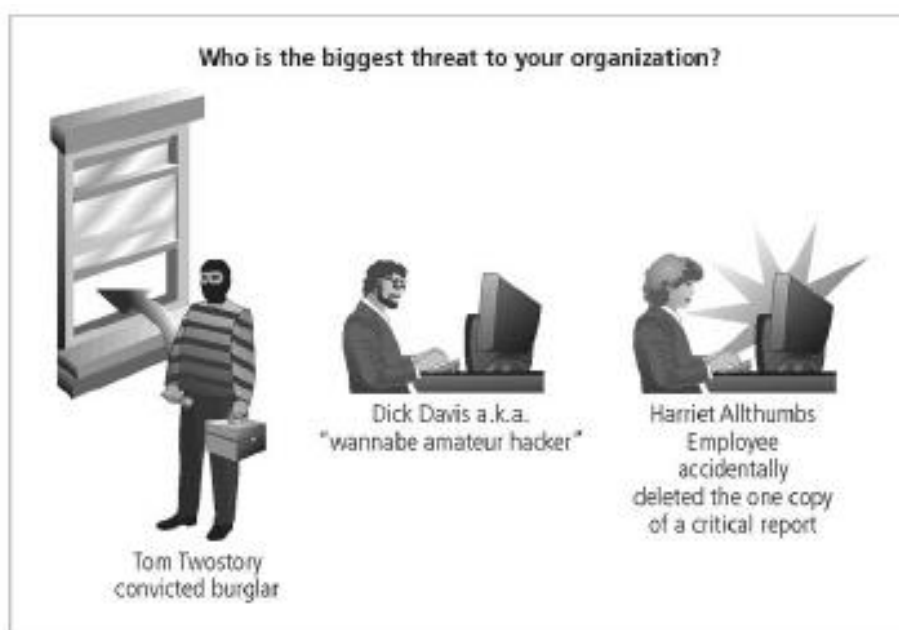 Who is the biggest threat to your organization?
Dick Davis a.k.a.
"wannabe amateur hacker"
Harriet Allthumbs
Employee
accidentally
deleted the one copy
of a critical report
Tom Twostory
convicted burglar